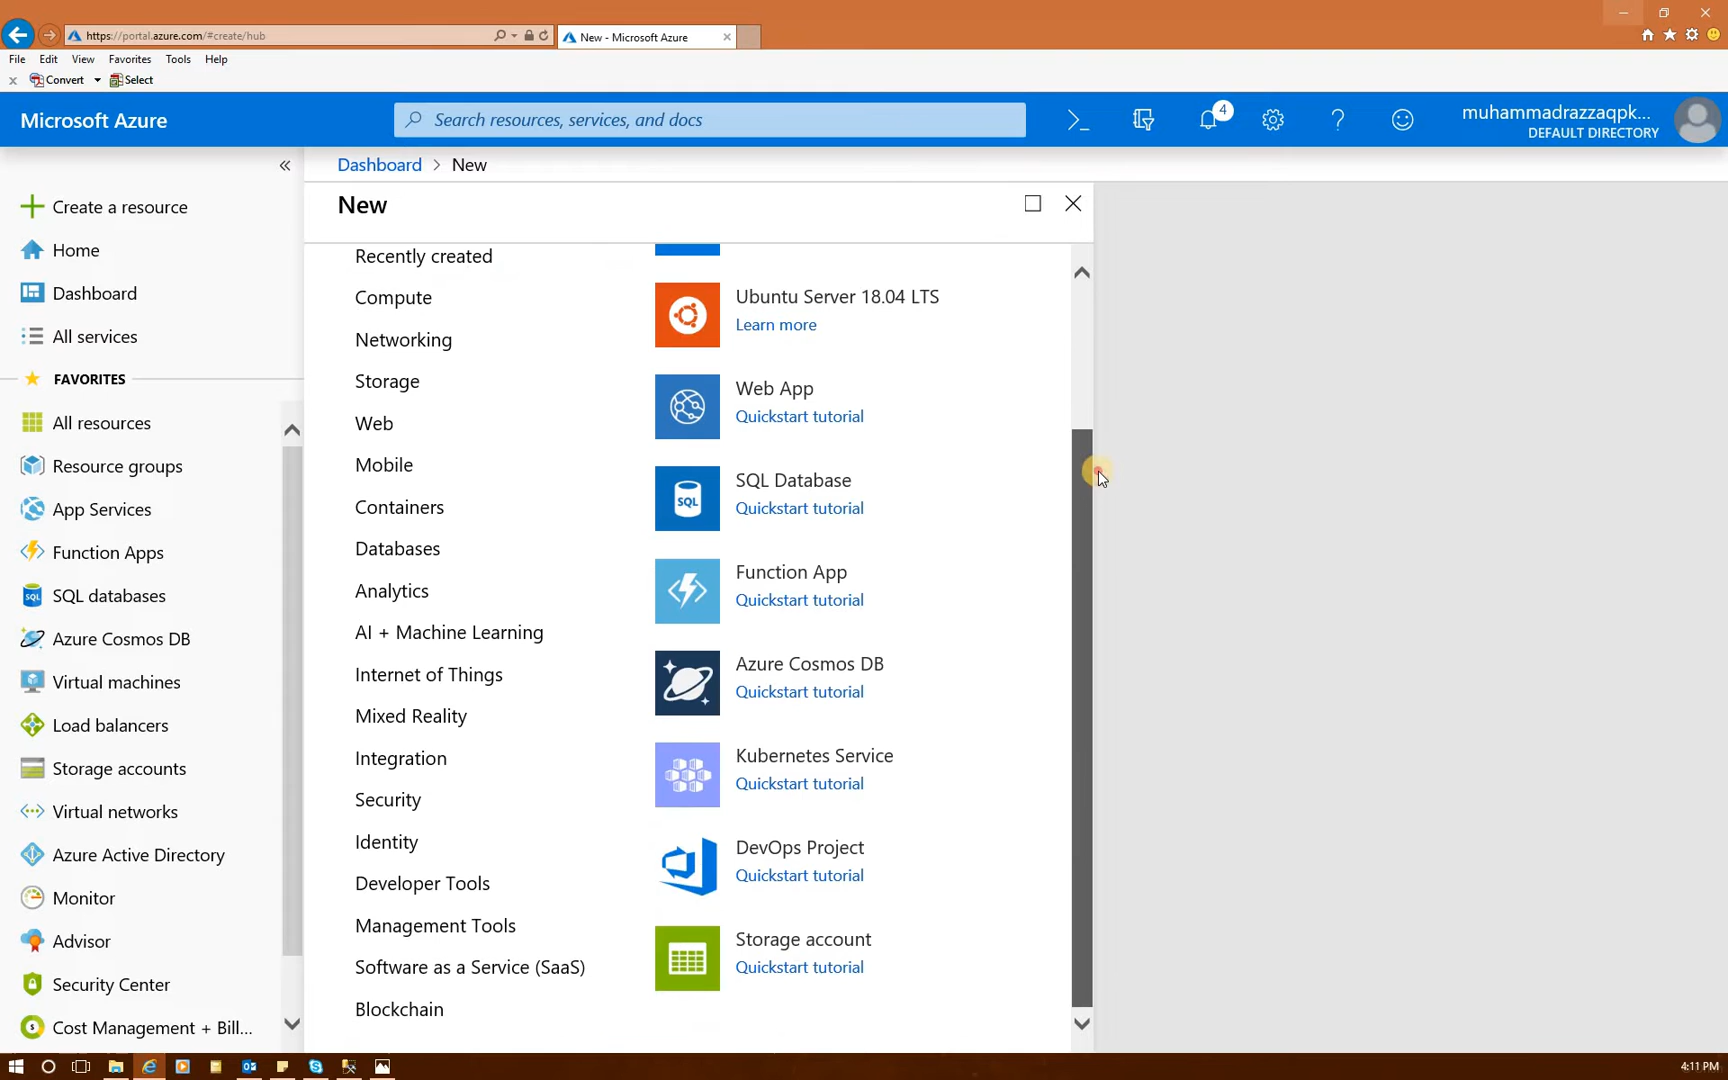 https://portal.azure.com/#create/hub
New - Microsoft Azure
File Edit View Favorites Tools Help
Convert Select
Microsoft Azure
Search resources, services, and docs
4
muhammadrazzaqpk...
DEFAULT DIRECTORY
Dashboard > New
New
Create a resource
Home
Dashboard
All services
FAVORITES
All resources
Resource groups
App Services
Function Apps
SQL databases
Azure Cosmos DB
Virtual machines
Load balancers
Storage accounts
Virtual networks
Azure Active Directory
Monitor
Advisor
Security Center
Cost Management + Bill...
Recently created
Compute
Networking
Storage
Web
Mobile
Containers
Databases
Analytics
AI + Machine Learning
Internet of Things
Mixed Reality
Integration
Security
Identity
Developer Tools
Management Tools
Software as a Service (SaaS)
Blockchain
Ubuntu Server 18.04 LTS
Learn more
Web App
Quickstart tutorial
SQL
SQL Database
Quickstart tutorial
Function App
Quickstart tutorial
Azure Cosmos DB
Quickstart tutorial
Kubernetes Service
Quickstart tutorial
DevOps Project
Quickstart tutorial
Storage account
Quickstart tutorial
4:11 PM